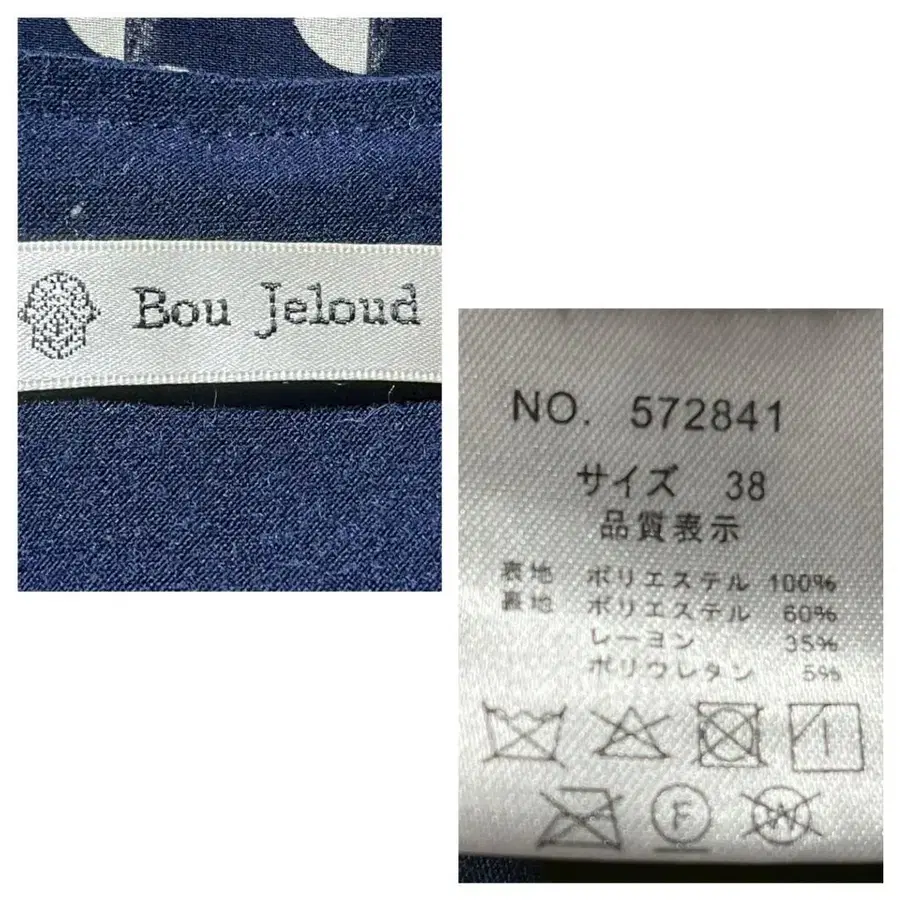 Bou Jeloud
NO. 572841
サイズ 38
品質表示
表地 ポリエステル 100%
裏地 ポリエステル 60%
レーヨン 35%
ポリウレタン 5%
F
W